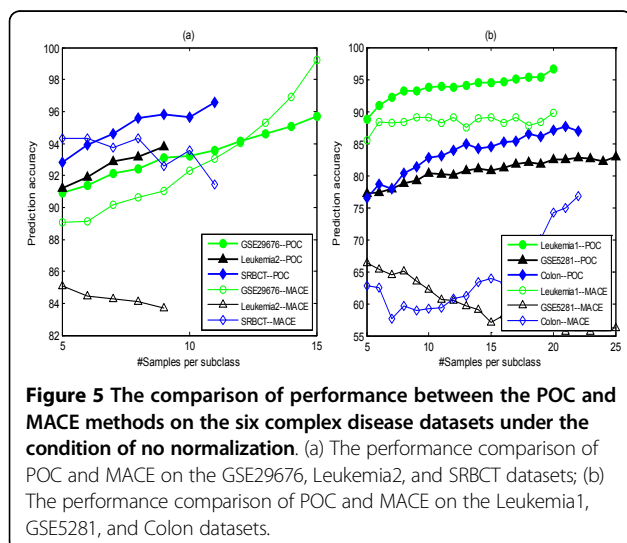 (a)
100
98
96
94
92
90
88
86
84
82
Prediction accuracy
5
10
15
#Samples per subclass
GSE29676--POC
Leukemia2--POC
SRBCT--POC
GSE29676--MACE
Leukemia2--MACE
SRBCT--MACE
(b)
100
95
90
85
80
75
70
65
60
55
Prediction accuracy
5
10
15
20
25
#Samples per subclass
Leukemia1--POC
GSE5281--POC
Colon--POC
Leukemia1--MACE
GSE5281--MACE
Colon--MACE
Figure 5 The comparison of performance between the POC and
MACE methods on the six complex disease datasets under the
condition of no normalization. (a) The performance comparison of
POC and MACE on the GSE29676, Leukemia2, and SRBCT datasets; (b)
The performance comparison of POC and MACE on the Leukemia1,
GSE5281, and Colon datasets.